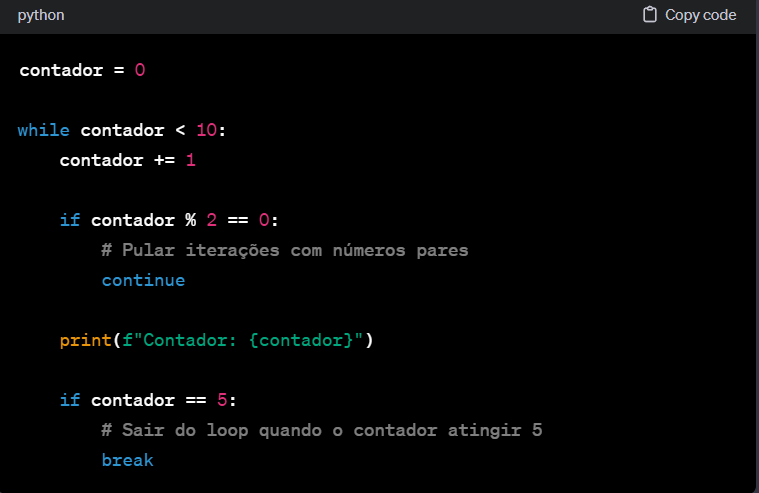 python
Copy code
contador = 0
while contador < 10:
    contador += 1
    if contador % 2 == 0:
        # Pular iterações com números pares
        continue
    print(f"Contador: {contador}")
    if contador == 5:
        # Sair do loop quando o contador atingir 5
        break